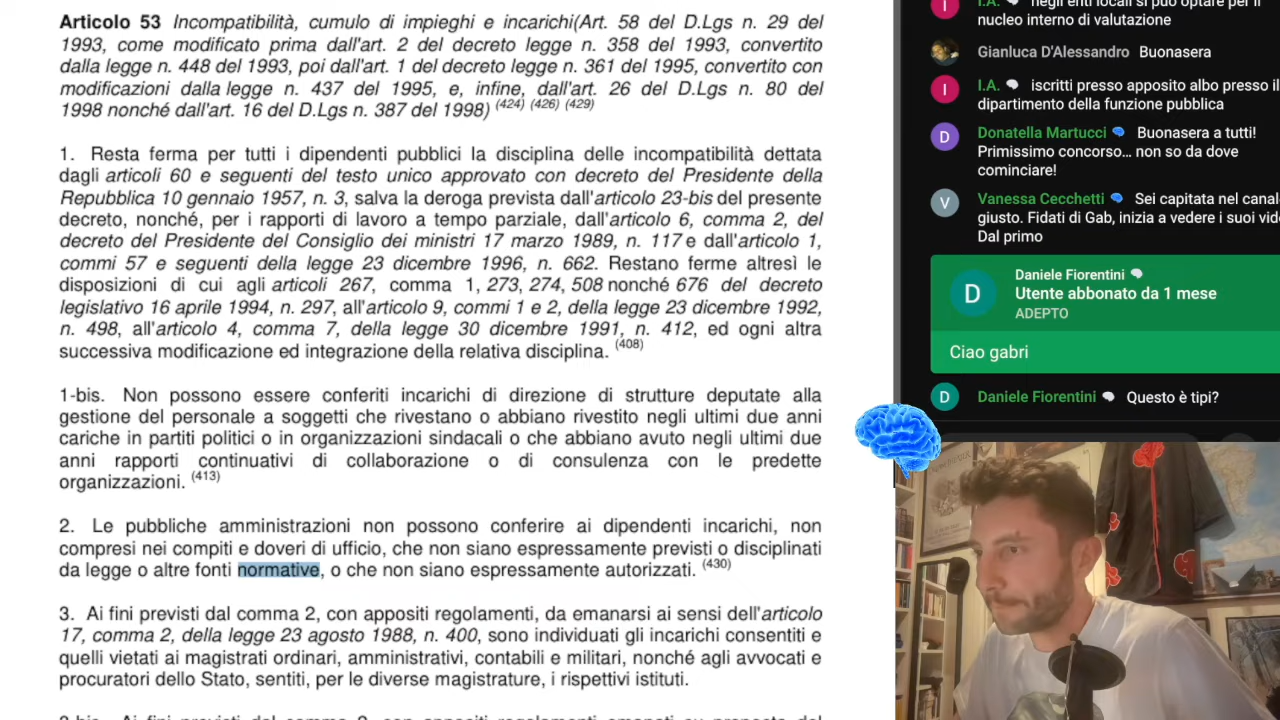 Articolo 53 Incompatibilità, cumulo di impieghi e incarichi(Art. 58 del D.Lgs n. 29 del
1993, come modificato prima dall'art. 2 del decreto legge n. 358 del 1993, convertito
dalla legge n. 448 del 1993, poi dall'art. 1 del decreto legge n. 361 del 1995, convertito con
modificazioni dalla legge n. 437 del 1995, e, infine, dall'art. 26 del D.Lgs n. 80 del
1998 nonché dall'art. 16 del D.Lgs n. 387 del 1998) (424) (426) (429)
1. Resta ferma per tutti i dipendenti pubblici la disciplina delle incompatibilità dettata
dagli articoli 60 e seguenti del testo unico approvato con decreto del Presidente della
Repubblica 10 gennaio 1957, n. 3, salva la deroga prevista dall'articolo 23-bis del presente
decreto, nonché, per i rapporti di lavoro a tempo parziale, dall'articolo 6, comma 2, del
decreto del Presidente del Consiglio dei ministri 17 marzo 1989, n. 117 e dall'articolo 1,
commi 57 e seguenti della legge 23 dicembre 1996, n. 662. Restano ferme altresì le
disposizioni di cui agli articoli 267, comma 1, 273, 274, 508 nonché 676 del decreto
legislativo 16 aprile 1994, n. 297, all'articolo 9, commi 1 e 2, della legge 23 dicembre 1992,
n. 498, all'articolo 4, comma 7, della legge 30 dicembre 1991, n. 412, ed ogni altra
successiva modificazione ed integrazione della relativa disciplina. (408)
1-bis. Non possono essere conferiti incarichi di direzione di strutture deputate alla
gestione del personale a soggetti che rivestano o abbiano rivestito negli ultimi due anni
cariche in partiti politici o in organizzazioni sindacali o che abbiano avuto negli ultimi due
anni rapporti continuativi di collaborazione o di consulenza con le predette
organizzazioni. (413)
2. Le pubbliche amministrazioni non possono conferire ai dipendenti incarichi, non
compresi nei compiti e doveri di ufficio, che non siano espressamente previsti o disciplinati
da legge o altre fonti normative, o che non siano espressamente autorizzati. (430)
3. Ai fini previsti dal comma 2, con appositi regolamenti, da emanarsi ai sensi dell'articolo
17, comma 2, della legge 23 agosto 1988, n. 400, sono individuati gli incarichi consentiti e
quelli vietati ai magistrati ordinari, amministrativi, contabili e militari, nonché agli avvocati e
procuratori dello Stato, sentiti, per le diverse magistrature, i rispettivi istituti.
3-bis. Ai fini previsti dal comma 2, con appositi regolamenti emanati su proposta del
I.A. negli enti locali si può optare per il
nucleo interno di valutazione
Gianluca D'Alessandro Buonasera
I I.A. iscritti presso apposito albo presso il
dipartimento della funzione pubblica
D Donatella Martucci Buonasera a tutti!
Primissimo concorso... non so da dove
cominciare!
V Vanessa Cecchetti Sei capitata nel canal
giusto. Fidati di Gab, inizia a vedere i suoi vid
Dal primo
D Daniele Fiorentini
Utente abbonato da 1 mese
ADEPTO
Ciao gabri
D Daniele Fiorentini Questo è tipi?